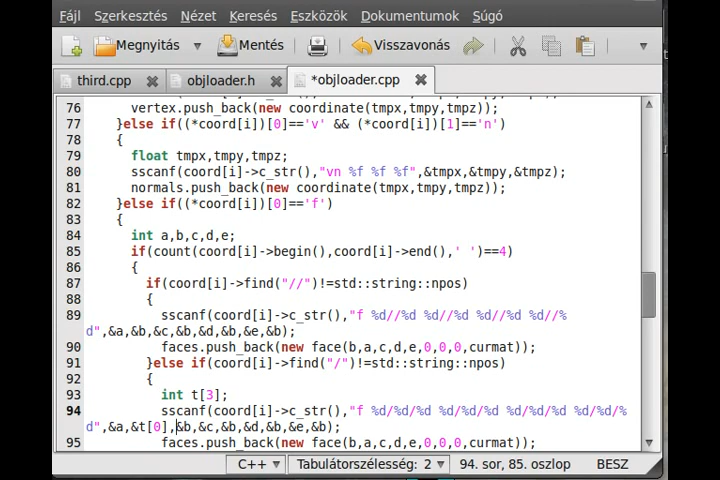 Fájl Szerkesztés Nézet Keresés Eszközök Dokumentumok Súgó
Megnyitás Mentés Visszavonás
third.cpp objloader.h *objloader.cpp
76 vertex.push_back(new coordinate(tmpx,tmpy,tmpz));
77 }else if((*coord[i])[0]=='v' && (*coord[i])[1]=='n')
78 {
79 float tmpx,tmpy,tmpz;
80 sscanf(coord[i]->c_str(),"vn %f %f %f",&tmpx,&tmpy,&tmpz);
81 normals.push_back(new coordinate(tmpx,tmpy,tmpz));
82 }else if((*coord[i])[0]=='f')
83 {
84 int a,b,c,d,e;
85 if(count(coord[i]->begin(),coord[i]->end(),' ')==4)
86 {
87 if(coord[i]->find("//")!=std::string::npos)
88 {
89 sscanf(coord[i]->c_str(),"f %d//%d %d//%d %d//%d %d//%
d",&a,&b,&c,&b,&d,&b,&e,&b);
90 faces.push_back(new face(b,a,c,d,e,0,0,0,curmat));
91 }else if(coord[i]->find("/")!=std::string::npos)
92 {
93 int t[3];
94 sscanf(coord[i]->c_str(),"f %d/%d/%d %d/%d/%d %d/%d/%d %d/%d/%
d",&a,&t[0],&b,&c,&b,&d,&b,&e,&b);
95 faces.push_back(new face(b,a,c,d,e,0,0,0,curmat));
C++ Tabulátorszélesség: 2 94. sor, 85. oszlop BESZ